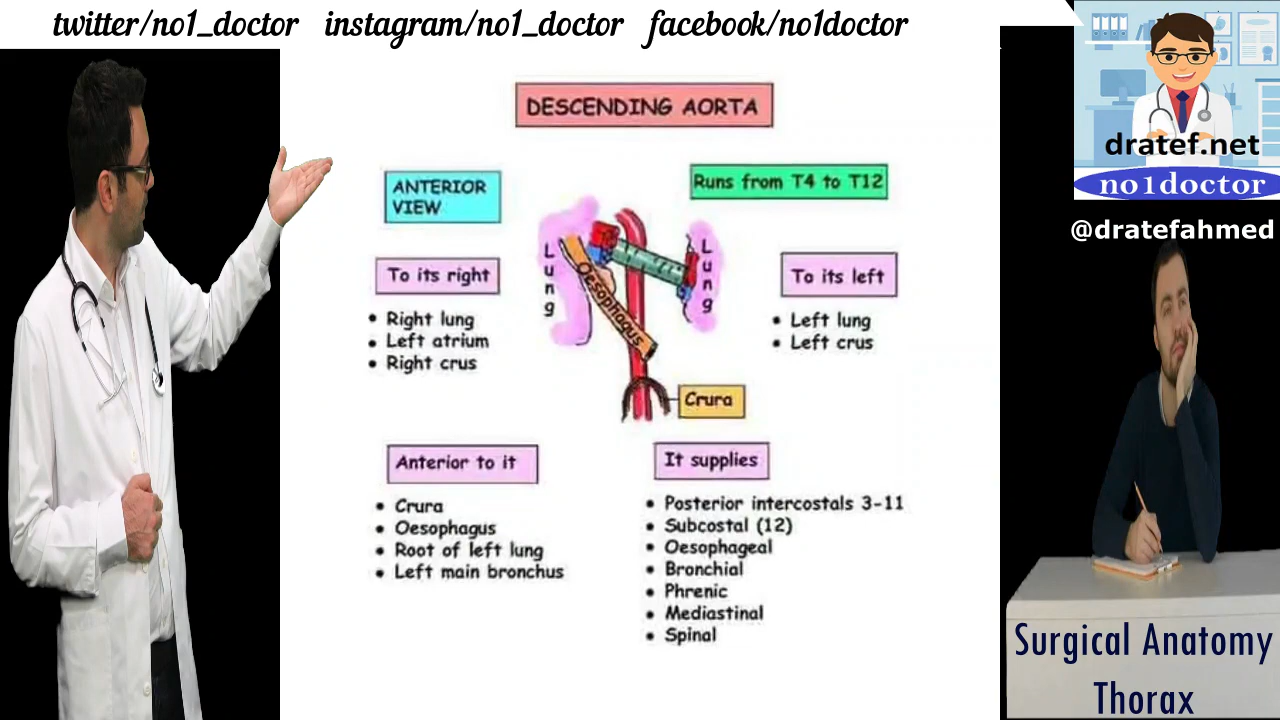 twitter/no1_doctor instagram/no1_doctor facebook/no1doctor
dratef.net
no1doctor
@dratefahmed
DESCENDING AORTA
ANTERIOR
VIEW
Runs from T4 to T12
Lung
Oesophagus
Lung
To its right
• Right lung
• Left atrium
• Right crus
To its left
• Left lung
• Left crus
Crura
Anterior to it
• Crura
• Oesophagus
• Root of left lung
• Left main bronchus
It supplies
• Posterior intercostals 3-11
• Subcostal (12)
• Oesophageal
• Bronchial
• Phrenic
• Mediastinal
• Spinal
Surgical Anatomy
Thorax